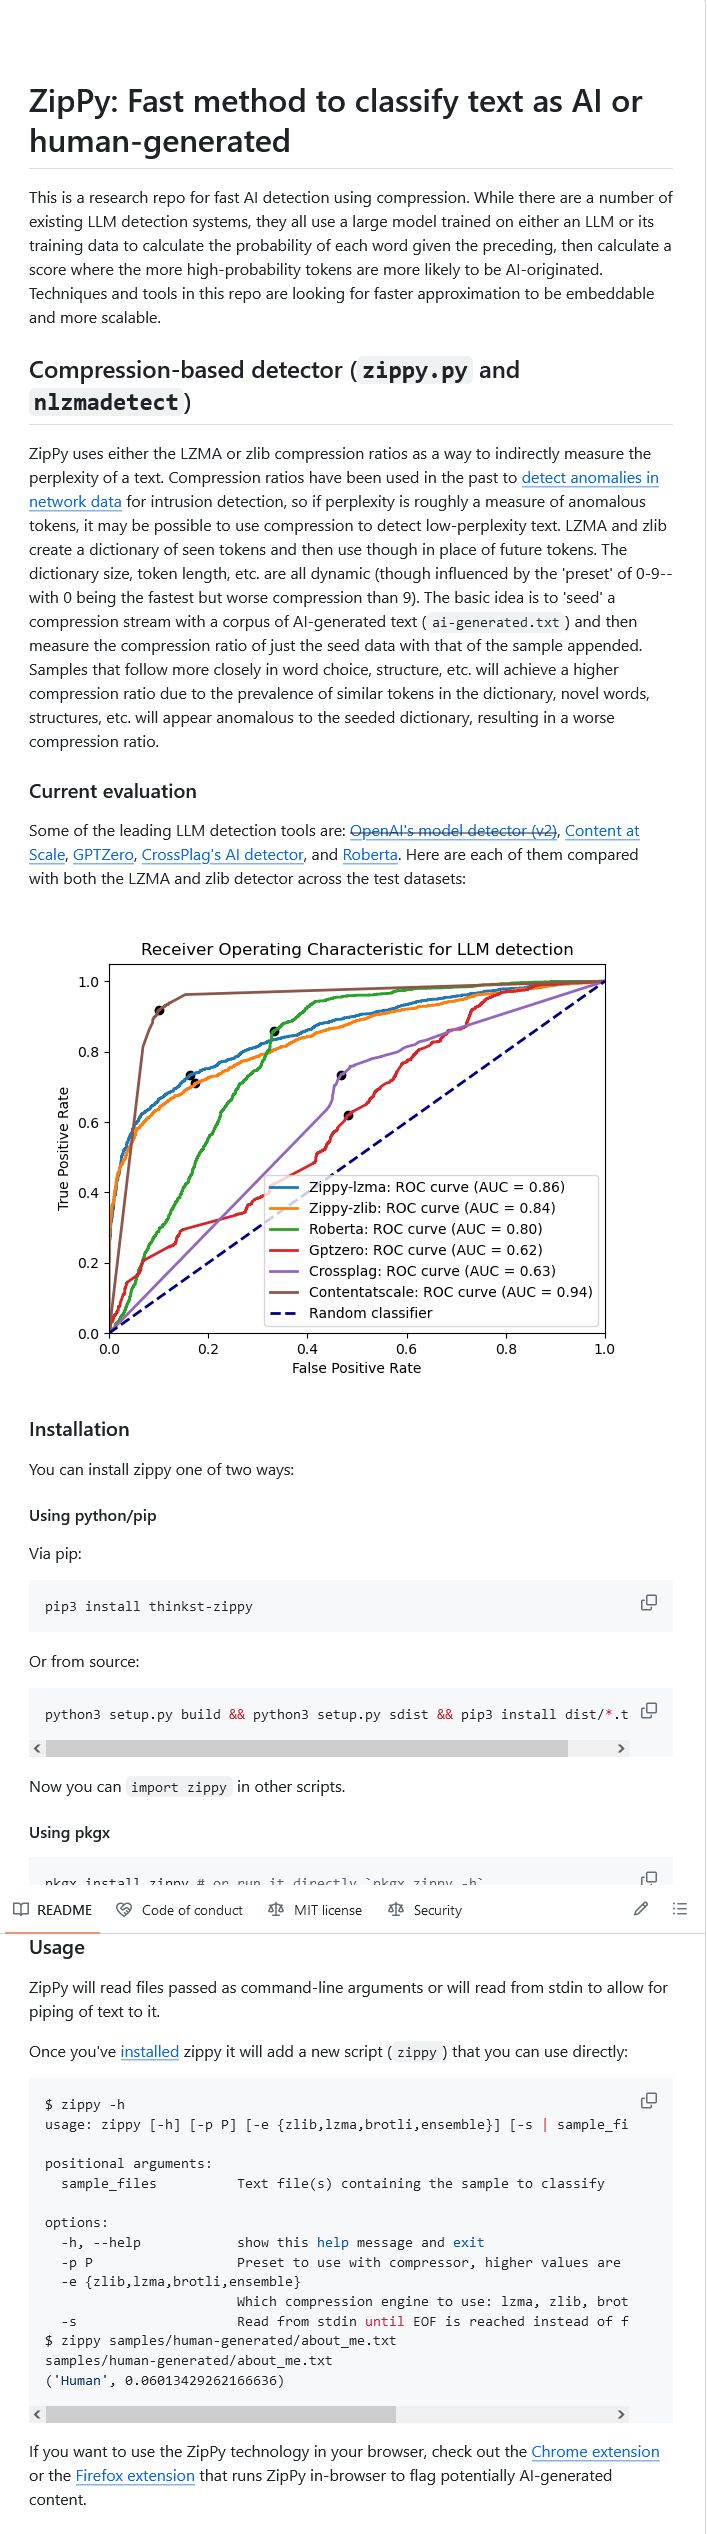 ZipPy: Fast method to classify text as AI or
human-generated
This is a research repo for fast AI detection using compression. While there are a number of
existing LLM detection systems, they all use a large model trained on either an LLM or its
training data to calculate the probability of each word given the preceding, then calculate a
score where the more high-probability tokens are more likely to be AI-originated.
Techniques and tools in this repo are looking for faster approximation to be embeddable
and more scalable.
Compression-based detector (zippy.py and
nlzmadetect)
ZipPy uses either the LZMA or zlib compression ratios as a way to indirectly measure the
perplexity of a text. Compression ratios have been used in the past to detect anomalies in
network data for intrusion detection, so if perplexity is roughly a measure of anomalous
tokens, it may be possible to use compression to detect low-perplexity text. LZMA and zlib
create a dictionary of seen tokens and then use though in place of future tokens. The
dictionary size, token length, etc. are all dynamic (though influenced by the 'preset' of 0-9--
with 0 being the fastest but worse compression than 9). The basic idea is to 'seed' a
compression stream with a corpus of AI-generated text (ai-generated.txt) and then
measure the compression ratio of just the seed data with that of the sample appended.
Samples that follow more closely in word choice, structure, etc. will achieve a higher
compression ratio due to the prevalence of similar tokens in the dictionary, novel words,
structures, etc. will appear anomalous to the seeded dictionary, resulting in a worse
compression ratio.
Current evaluation
Some of the leading LLM detection tools are: OpenAI's model detector (v2), Content at
Scale, GPTZero, CrossPlag's AI detector, and Roberta. Here are each of them compared
with both the LZMA and zlib detector across the test datasets:
Receiver Operating Characteristic for LLM detection
1.0
0.8
0.6
0.4
0.2
0.0
True Positive Rate
Zippy-lzma: ROC curve (AUC = 0.86)
Zippy-zlib: ROC curve (AUC = 0.84)
Roberta: ROC curve (AUC = 0.80)
Gptzero: ROC curve (AUC = 0.62)
Crossplag: ROC curve (AUC = 0.63)
Contentatscale: ROC curve (AUC = 0.94)
Random classifier
0.0 0.2 0.4 0.6 0.8 1.0
False Positive Rate
Installation
You can install zippy one of two ways:
Using python/pip
Via pip:
pip3 install thinkst-zippy
Or from source:
python3 setup.py build && python3 setup.py sdist && pip3 install dist/*.t
Now you can import zippy in other scripts.
Using pkgx
pkgx install zippy # or run it directly `pkgx zippy -h`
README Code of conduct MIT license Security
Usage
ZipPy will read files passed as command-line arguments or will read from stdin to allow for
piping of text to it.
Once you've installed zippy it will add a new script (zippy) that you can use directly:
$ zippy -h
usage: zippy [-h] [-p P] [-e {zlib,lzma,brotli,ensemble}] [-s | sample_fi
positional arguments:
sample_files Text file(s) containing the sample to classify
options:
-h, --help show this help message and exit
-p P Preset to use with compressor, higher values are
-e {zlib,lzma,brotli,ensemble}
Which compression engine to use: lzma, zlib, brot
-s Read from stdin until EOF is reached instead of f
$ zippy samples/human-generated/about_me.txt
samples/human-generated/about_me.txt
('Human', 0.06013429262166636)
If you want to use the ZipPy technology in your browser, check out the Chrome extension
or the Firefox extension that runs ZipPy in-browser to flag potentially AI-generated
content.